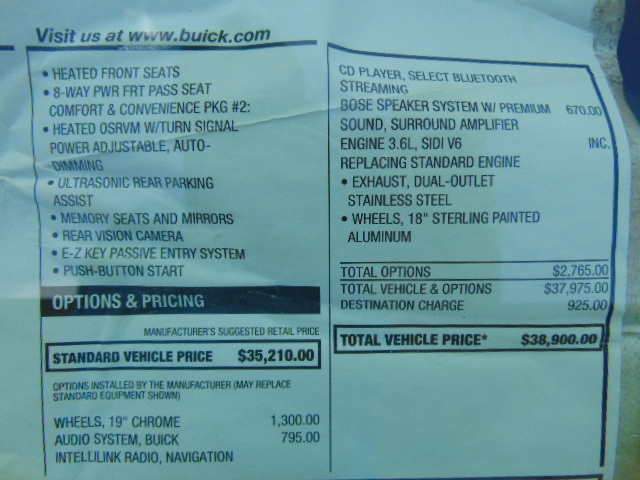 Visit us at www.buick.com
• HEATED FRONT SEATS
• 8-WAY PWR FRT PASS SEAT
COMFORT & CONVENIENCE PKG #2:
• HEATED OSRVM W/TURN SIGNAL
POWER ADJUSTABLE, AUTO-
DIMMING
• ULTRASONIC REAR PARKING
ASSIST
• MEMORY SEATS AND MIRRORS
• REAR VISION CAMERA
• E-Z KEY PASSIVE ENTRY SYSTEM
• PUSH-BUTTON START
OPTIONS & PRICING
MANUFACTURER'S SUGGESTED RETAIL PRICE
STANDARD VEHICLE PRICE $35,210.00
OPTIONS INSTALLED BY THE MANUFACTURER (MAY REPLACE
STANDARD EQUIPMENT SHOWN)
WHEELS, 19" CHROME 1,300.00
AUDIO SYSTEM, BUICK 795.00
INTELLILINK RADIO, NAVIGATION
CD PLAYER, SELECT BLUETOOTH
STREAMING
BOSE SPEAKER SYSTEM W/ PREMIUM 670.00
SOUND, SURROUND AMPLIFIER
ENGINE 3.6L, SIDI V6 INC.
REPLACING STANDARD ENGINE
• EXHAUST, DUAL-OUTLET
STAINLESS STEEL
• WHEELS, 18" STERLING PAINTED
ALUMINUM
TOTAL OPTIONS $2,765.00
TOTAL VEHICLE & OPTIONS $37,975.00
DESTINATION CHARGE 925.00
TOTAL VEHICLE PRICE* $38,900.00